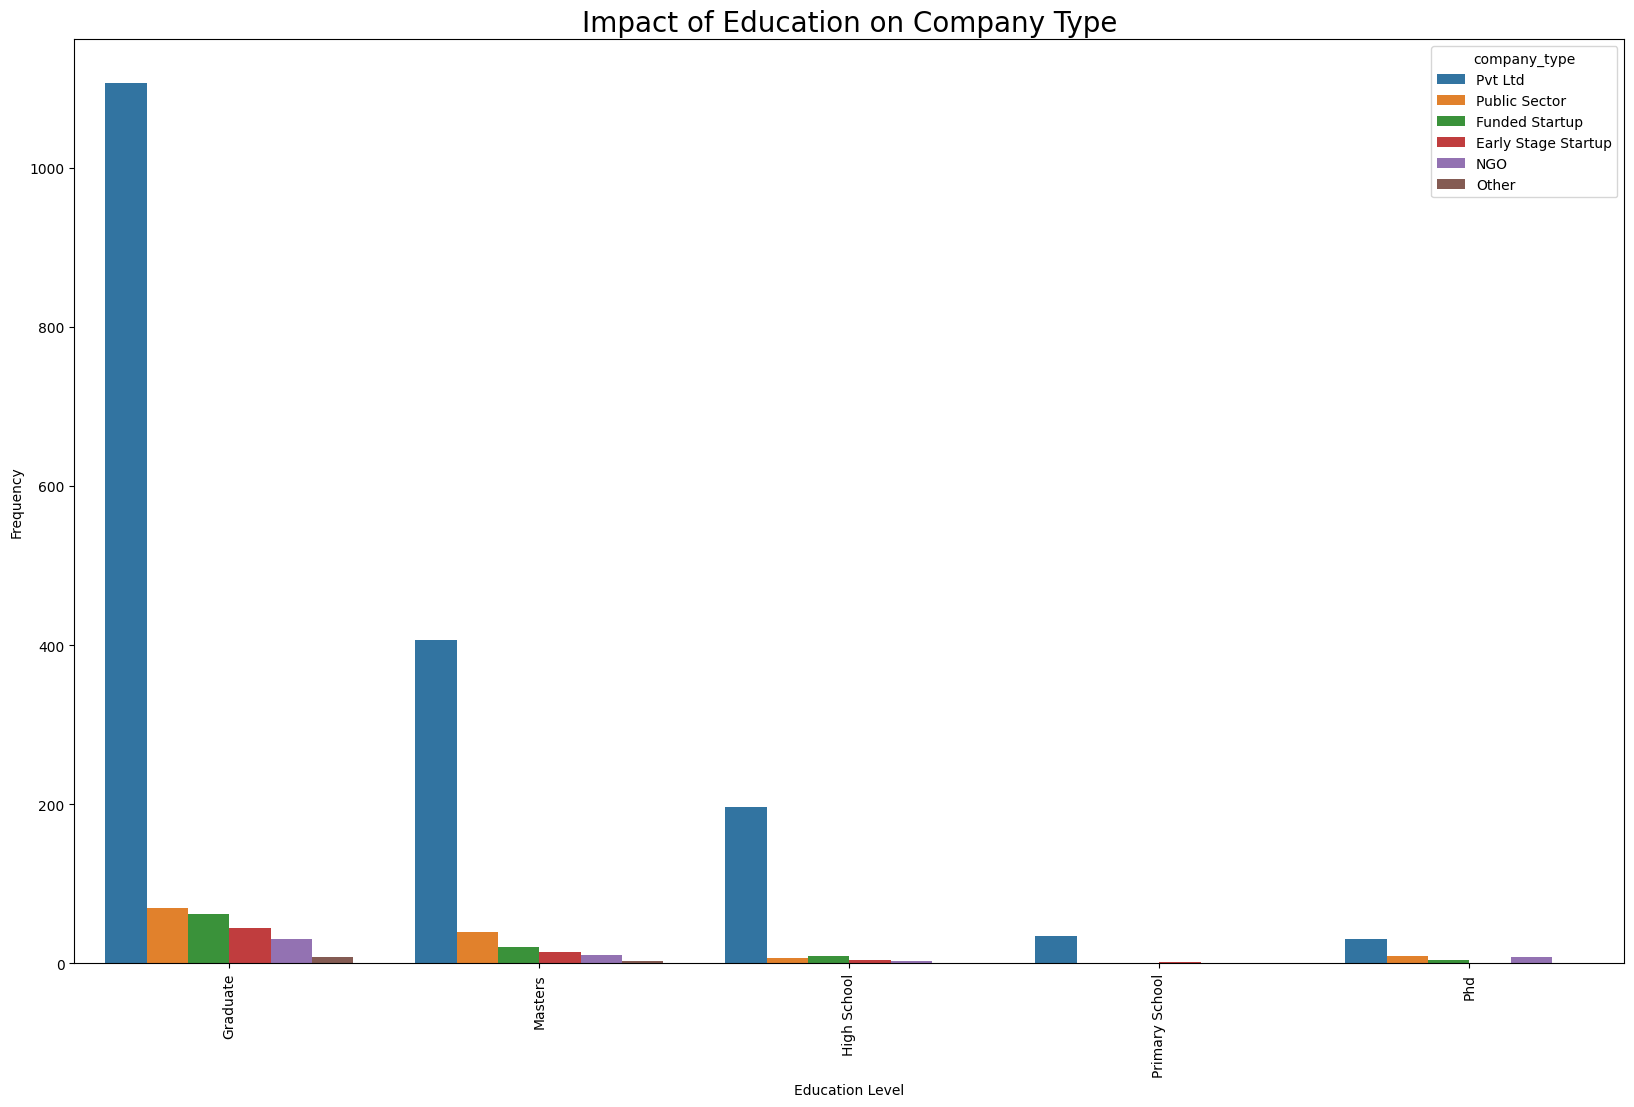 Impact of Education on Company Type
company_type
Pvt Ltd
Public Sector
Funded Startup
Early Stage Startup
NGO
Other
1000
800
600
400
200
0
Frequency
Graduate
Masters
High School
Primary School
Phd
Education Level